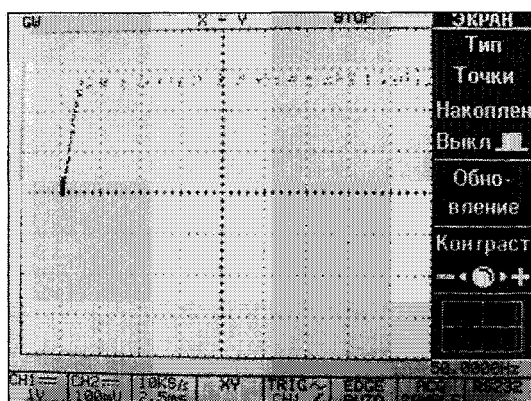 GW X - Y STOP
ЭКРАН
Тип
Точки
Накоплен
Выкл
Обно-
вление
Контраст
- +
50.0000Hz
CH1 CH2 10KS/s XY TRIG EDGE ACQ RS232
1V 100mV 2.5ms CH1